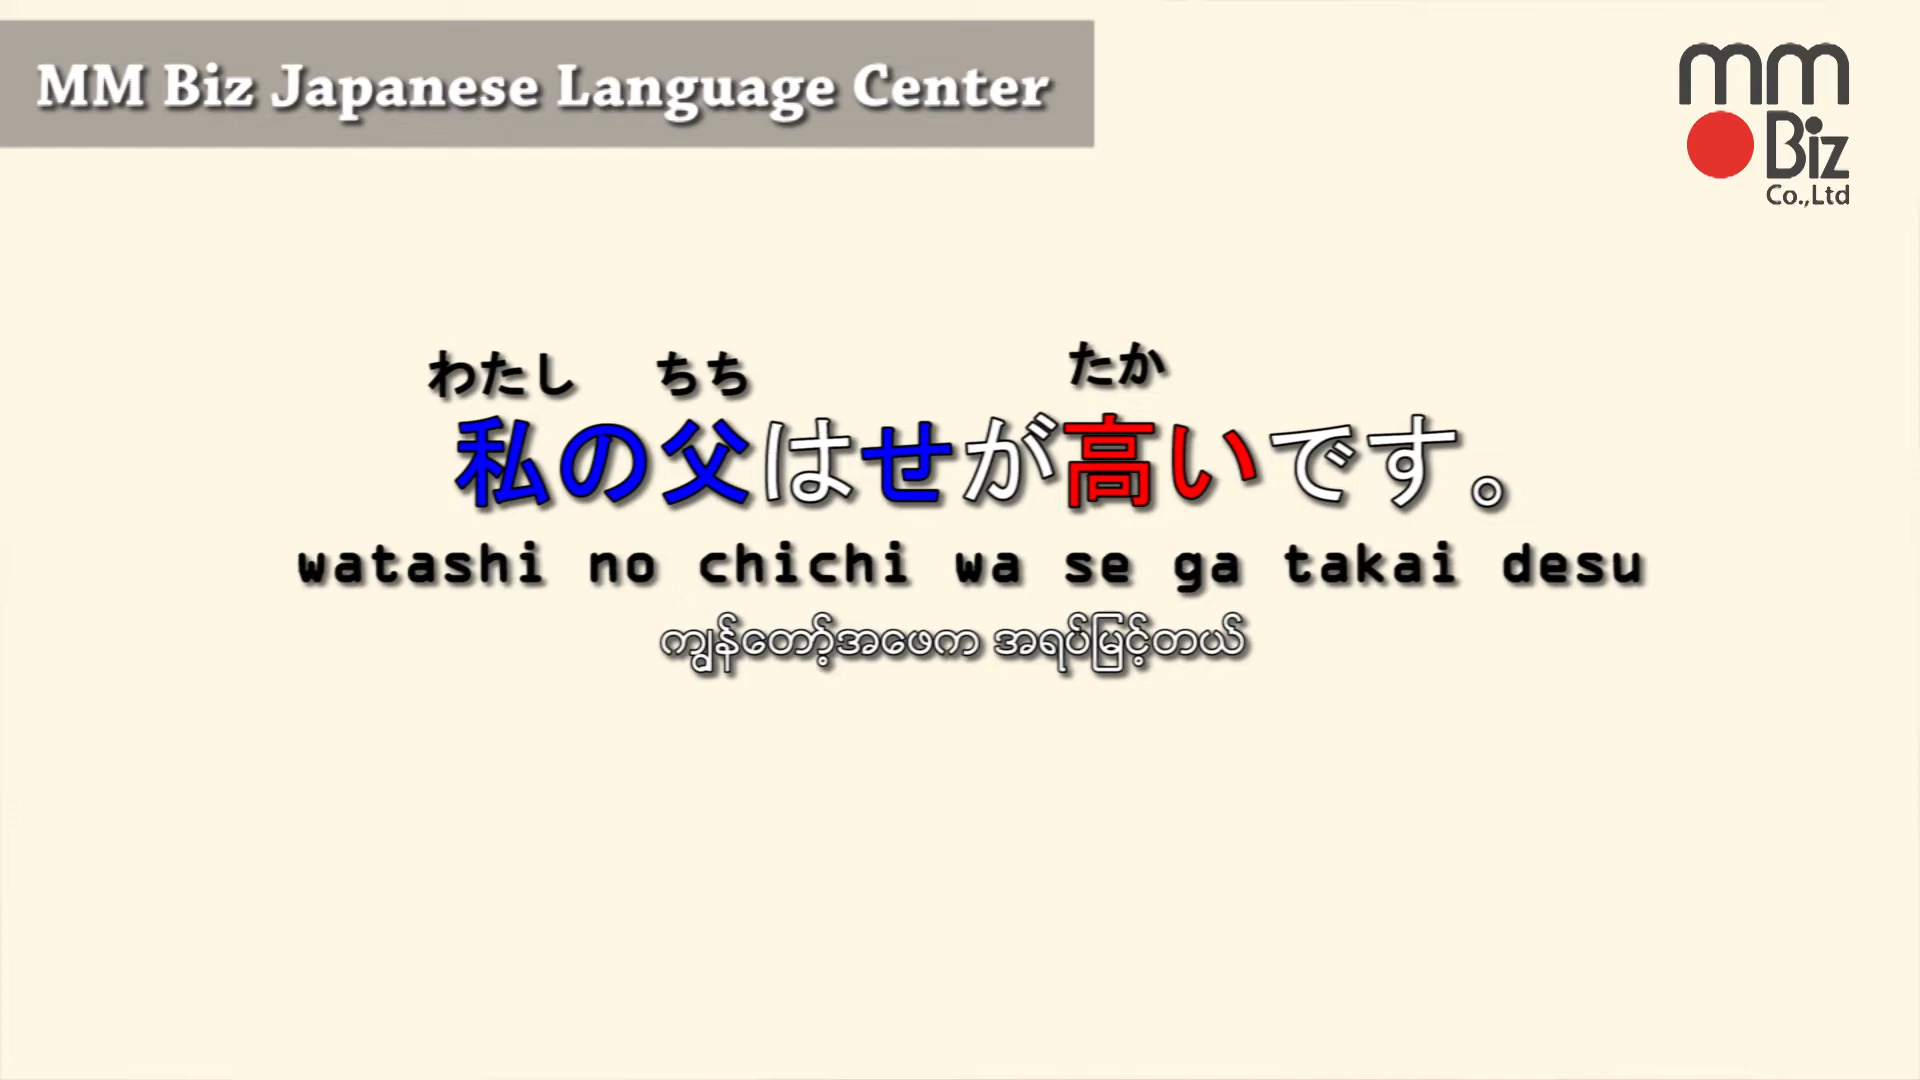 MM Biz Japanese Language Center
mm
Biz
Co.,Ltd
わたし ちち たか
私の父はせが高いです。
watashi no chichi wa se ga takai desu
ကျွန်တော့်အဖေက အရပ်မြင့်တယ်